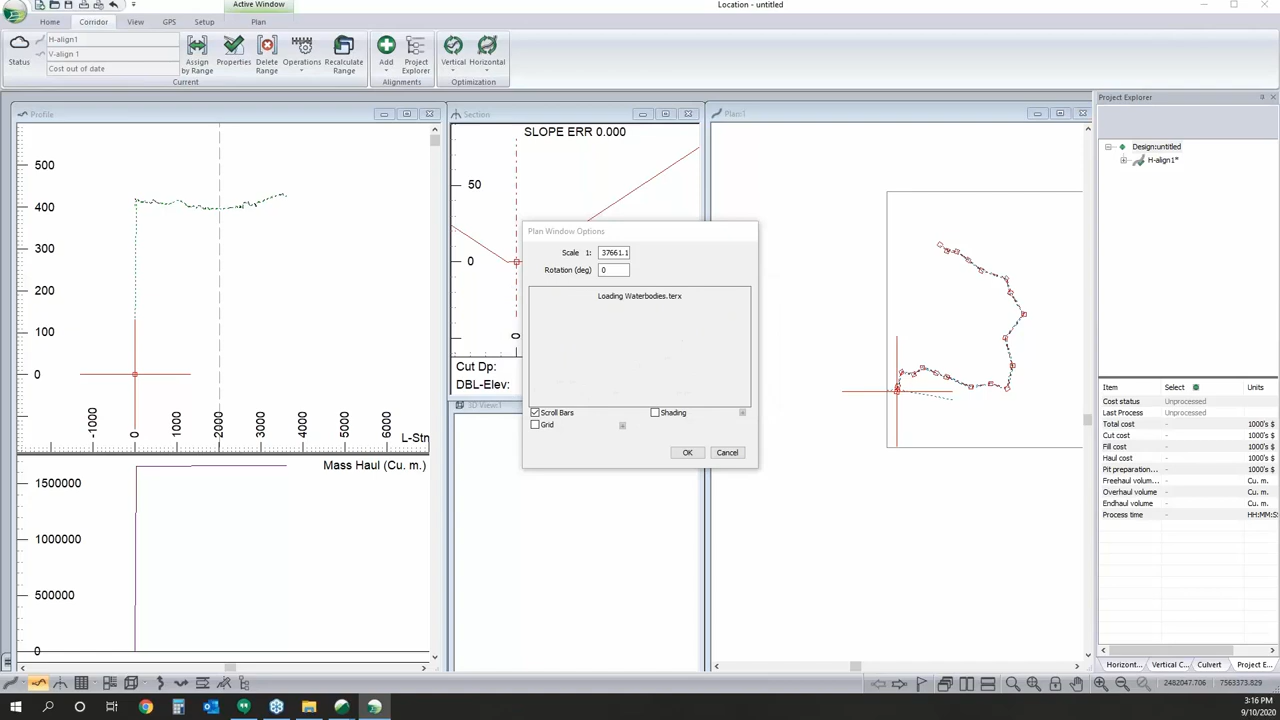 Active Window
Location - untitled
Home
Corridor
View
GPS
Setup
Plan
Status
H-align1
V-align 1
Cost out of date
Assign by Range
Properties
Delete Range
Operations
Recalculate Range
Current
Add
Project Explorer
Alignments
Vertical
Horizontal
Optimization
Profile
500
400
300
200
100
0
-1000
0
1000
2000
3000
4000
5000
6000
L-Stn
Mass Haul (Cu. m.)
1500000
1000000
500000
0
Section
SLOPE ERR 0.000
50
0
0
Cut Dp:
DBL-Elev:
3D View:1
Plan:1
Plan Window Options
Scale 1: 37661.1
Rotation (deg) 0
Loading Waterbodies.terx
Scroll Bars
Shading
Grid
OK
Cancel
Project Explorer
Design:untitled
H-align1*
Item Select Units
Cost status Unprocessed
Last Process Unprocessed
Total cost - 1000's $
Cut cost - 1000's $
Fill cost - 1000's $
Haul cost - 1000's $
Pit preparation... - 1000's $
Freehaul volum... - Cu. m.
Overhaul volume - Cu. m.
Endhaul volume - Cu. m.
Process time - HH:MM:S
Horizont...
Vertical C...
Culvert
Project E...
2482047.706
7563373.829
3:16 PM
9/10/2020